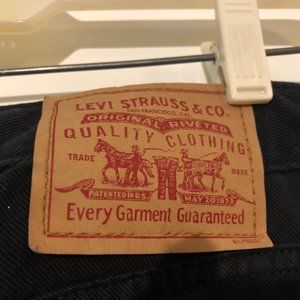 LEVI STRAUSS & CO.
SAN FRANCISCO, CAL.
ORIGINAL RIVETED
QUALITY CLOTHING
TRADE MARK
PATENTED IN U.S. MAY 20 1873
Every Garment Guaranteed